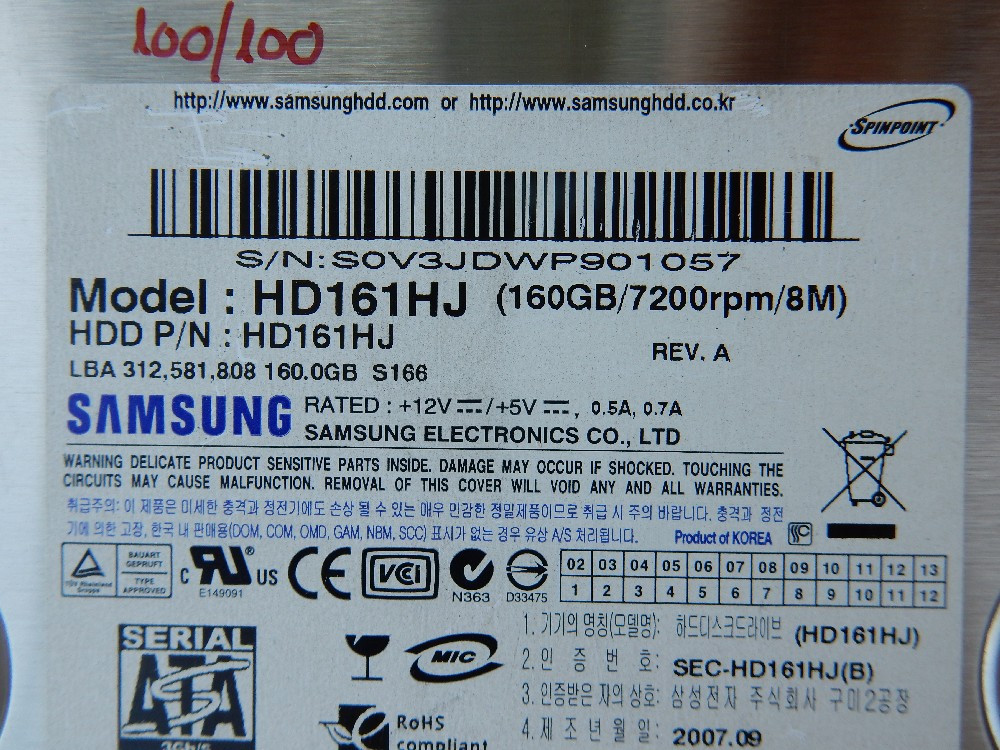 100/100
http://www.samsunghdd.com or http://www.samsunghdd.co.kr
SPINPOINT
S/N:S0V3JDWP901057
Model : HD161HJ (160GB/7200rpm/8M)
HDD P/N : HD161HJ
REV. A
LBA 312,581,808 160.0GB S166
SAMSUNG RATED : +12V / +5V , 0.5A, 0.7A
SAMSUNG ELECTRONICS CO., LTD
WARNING DELICATE PRODUCT SENSITIVE PARTS INSIDE. DAMAGE MAY OCCUR IF SHOCKED. TOUCHING THE
CIRCUITS MAY CAUSE MALFUNCTION. REMOVAL OF THIS COVER WILL VOID ANY AND ALL WARRANTIES.
취급주의: 이 제품은 미세한 충격과 정전기에도 손상 될 수 있는 매우 민감한 정밀제품이므로 취급 시 주의 바랍니다. 충격과 정전
기에 의한 고장, 한국 내 판매용(DOM, COM, OMD, GAM, NBM, SCC) 표시가 없는 경우 유상 A/S 처리됩니다. Product of KOREA
TÜV Rheinland Group
BAUART GEPRUFT
TYPE APPROVED
C UR ® US
E149091
CE
VCI
N363
D33475
02 03 04 05 06 07 08 09 10 11 12 13
1 2 3 4 5 6 7 8 9 10 11 12
SERIAL
ATA
MIC
RoHS
compliant
1. 기기의 명칭(모델명): 하드디스크드라이브 (HD161HJ)
2. 인 증 번 호: SEC-HD161HJ(B)
3. 인증받은 자의 상호: 삼성전자 주식회사 구미2공장
4. 제 조 년 월 일: 2007.09